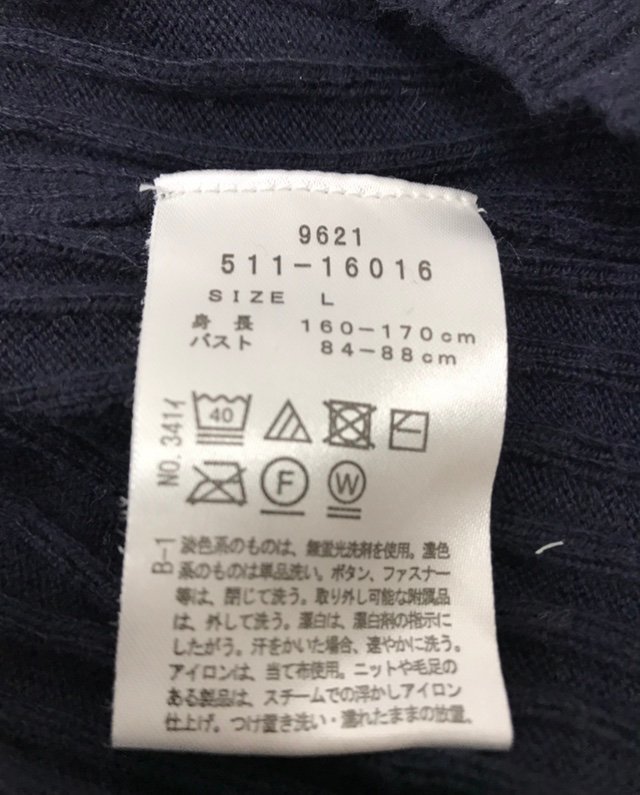 9621
511-16016
SIZE L
身長 160-170cm
バスト 84-88cm
NO.341イ
40
F
W
B-1
淡色系のものは、無蛍光洗剤を使用。濃色
系のものは単品洗い。ボタン、ファスナー
等は、閉じて洗う。取り外し可能な附属品
は、外して洗う。漂白は、漂白剤の指示に
したがう。汗をかいた場合、速やかに洗う。
アイロンは、当て布使用。ニットや毛足の
ある製品は、スチームでの浮かしアイロン
仕上げ。つけ置き洗い・濡れたままの放置。